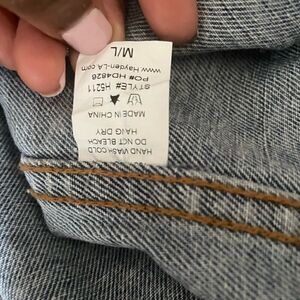 M/L
www.Hayden-LA.com
PO# HD4826
STYLE# H5211
MADE IN CHINA
HANG DRY
DO NOT BLEACH
HAND WASH COLD